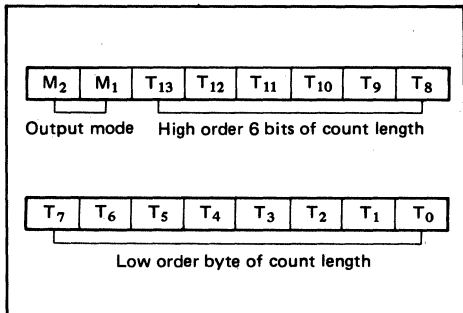 M₂ M₁ T₁₃ T₁₂ T₁₁ T₁₀ T₉ T₈
Output mode High order 6 bits of count length
T₇ T₆ T₅ T₄ T₃ T₂ T₁ T₀
Low order byte of count length